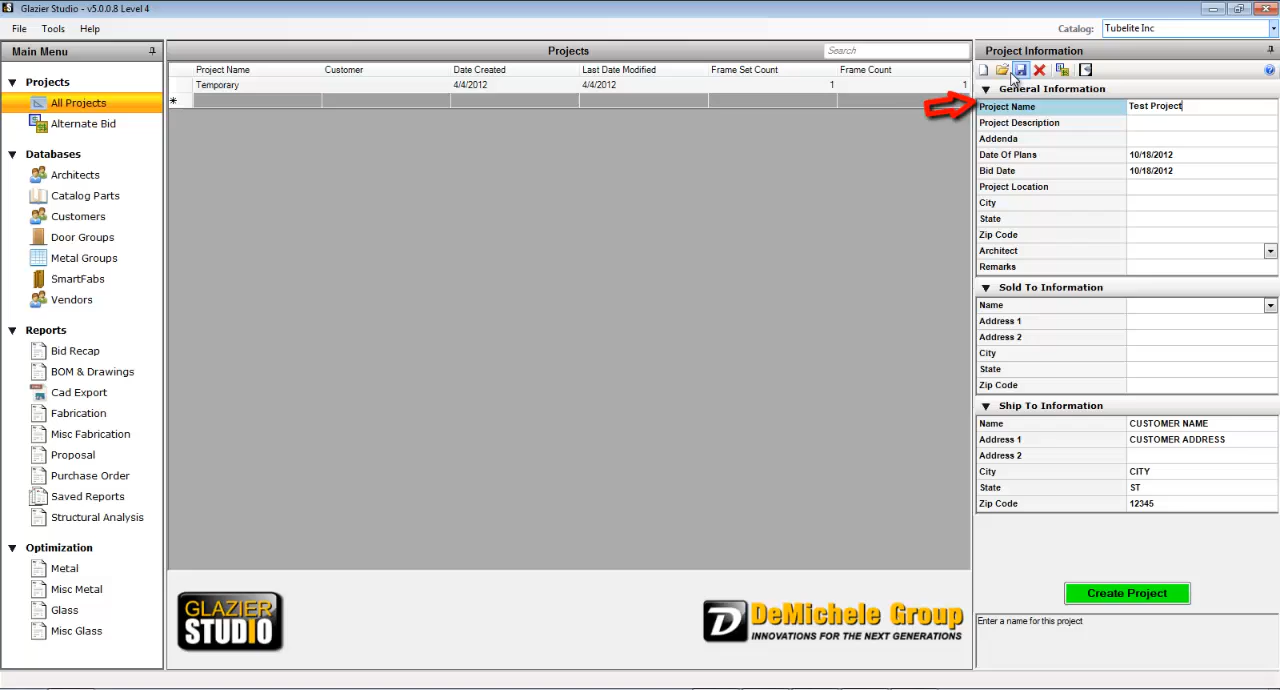 Glazier Studio - v5.0.0.8 Level 4
File Tools Help
Catalog: Tubelite Inc
Main Menu
Projects
All Projects
Alternate Bid
Databases
Architects
Catalog Parts
Customers
Door Groups
Metal Groups
SmartFabs
Vendors
Reports
Bid Recap
BOM & Drawings
Cad Export
Fabrication
Misc Fabrication
Proposal
Purchase Order
Saved Reports
Structural Analysis
Optimization
Metal
Misc Metal
Glass
Misc Glass
Projects
Search
Project Name Customer Date Created Last Date Modified Frame Set Count Frame Count
Temporary 4/4/2012 4/4/2012 1 1
GLAZIER
STUDIO
DeMichele Group
INNOVATIONS FOR THE NEXT GENERATIONS
Project Information
General Information
Project Name Test Project
Project Description
Addenda
Date Of Plans 10/18/2012
Bid Date 10/18/2012
Project Location
City
State
Zip Code
Architect
Remarks
Sold To Information
Name
Address 1
Address 2
City
State
Zip Code
Ship To Information
Name CUSTOMER NAME
Address 1 CUSTOMER ADDRESS
Address 2
City CITY
State ST
Zip Code 12345
Create Project
Enter a name for this project